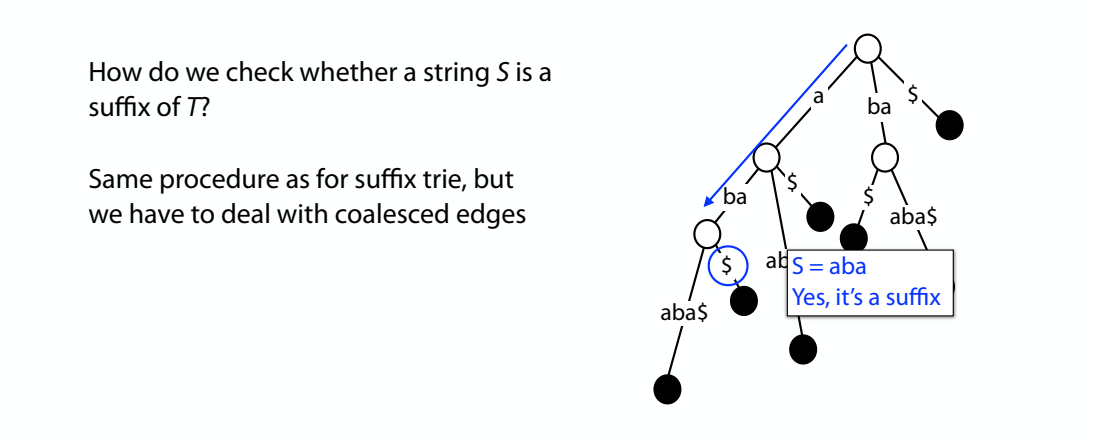 How do we check whether a string S is a
suffix of T?
Same procedure as for suffix trie, but
we have to deal with coalesced edges
a
ba
$
ba
$
$
aba$
$
ab
S = aba
Yes, it's a suffix
aba$